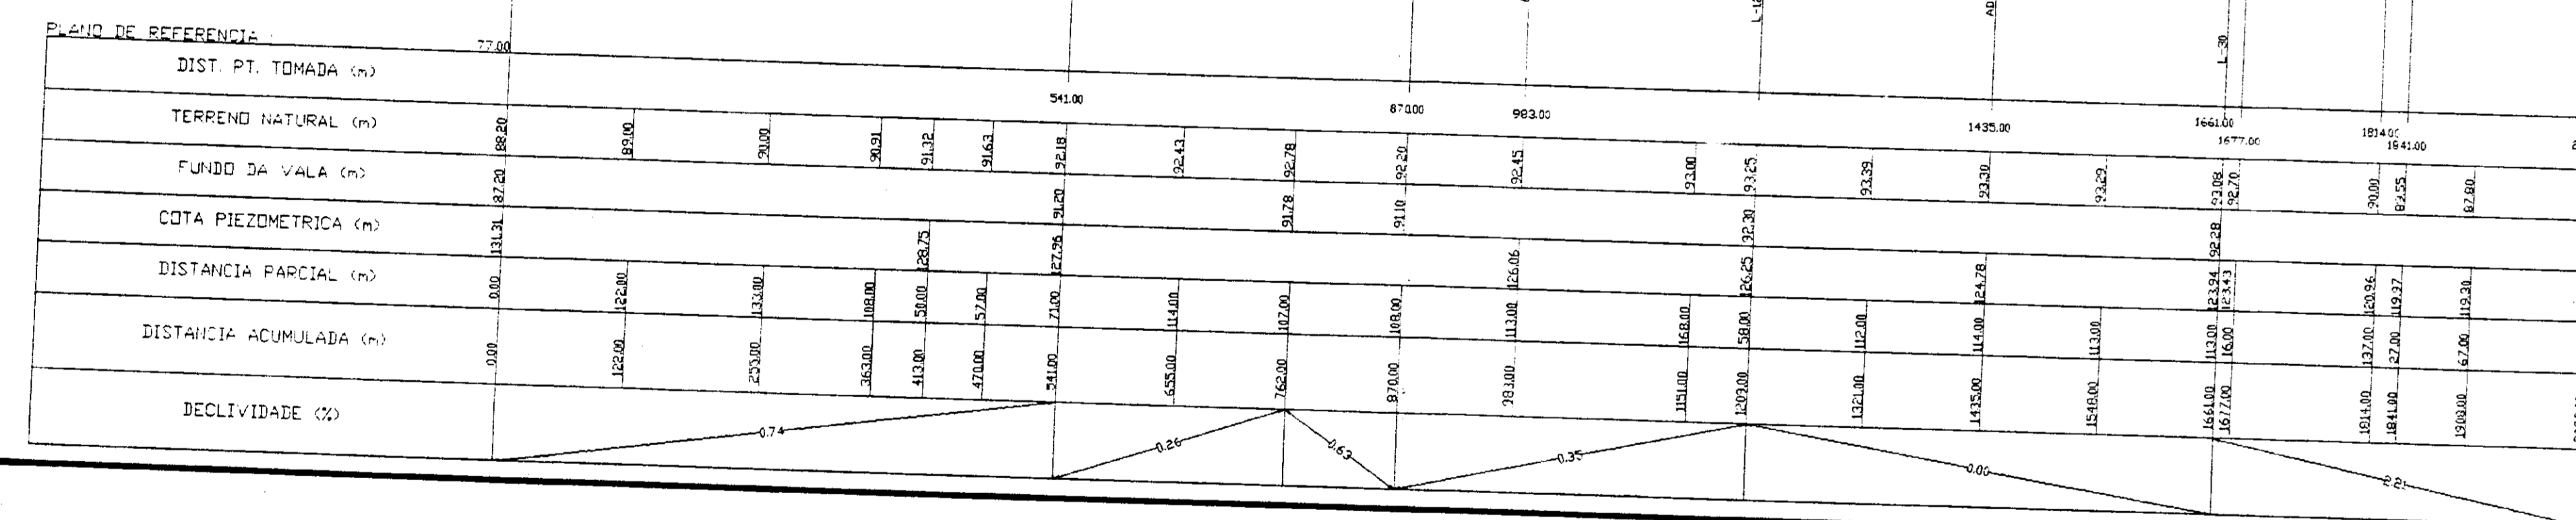 L-30
PLANO DE REFERENCIA : 77.00
DIST. PT. TOMADA (m) 541.00 870.00 983.00 1435.00 1661.00 1677.00 1814.00 1841.00
TERRENO NATURAL (m) 88.20 89.00 90.00 90.91 91.32 91.63 92.18 92.43 92.78 92.20 92.45 93.00 93.25 93.39 93.30 93.29 93.08 92.70 90.00 89.55 87.80
FUNDO DA VALA (m) 87.20 91.20 91.78 91.10 92.30 92.28
COTA PIEZOMETRICA (m) 131.31 128.75 127.96 126.06 126.25 124.78 123.94 123.43 120.96 119.97 119.30
DISTANCIA PARCIAL (m) 0.00 122.00 133.00 108.00 50.00 57.00 71.00 114.00 107.00 108.00 113.00 168.00 58.00 112.00 114.00 113.00 113.00 16.00 137.00 27.00 67.00
DISTANCIA ACUMULADA (m) 0.00 122.00 255.00 363.00 413.00 470.00 541.00 655.00 762.00 870.00 983.00 1151.00 1209.00 1321.00 1435.00 1548.00 1661.00 1677.00 1814.00 1841.00 1908.00
DECLIVIDADE (%) 0.74 0.26 0.63 0.35 0.00 2.21